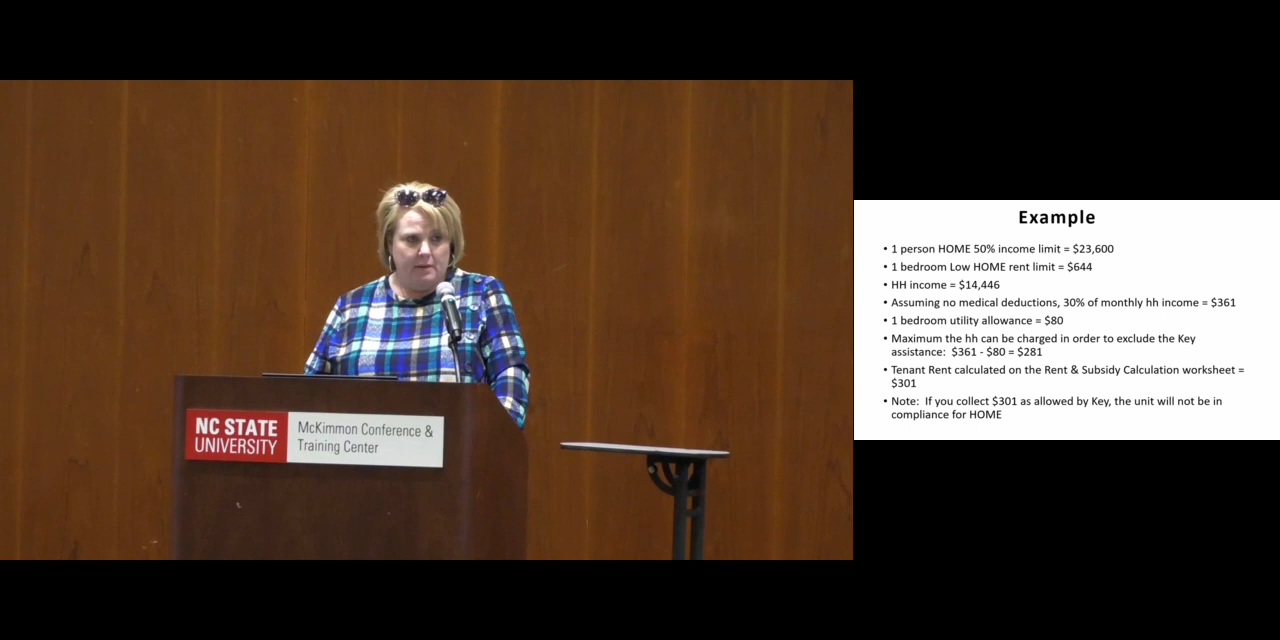 NC STATE
UNIVERSITY
McKimmon Conference &
Training Center
Example
• 1 person HOME 50% income limit = $23,600
• 1 bedroom Low HOME rent limit = $644
• HH income = $14,446
• Assuming no medical deductions, 30% of monthly hh income = $361
• 1 bedroom utility allowance = $80
• Maximum the hh can be charged in order to exclude the Key
assistance: $361 - $80 = $281
• Tenant Rent calculated on the Rent & Subsidy Calculation worksheet =
$301
• Note: If you collect $301 as allowed by Key, the unit will not be in
compliance for HOME